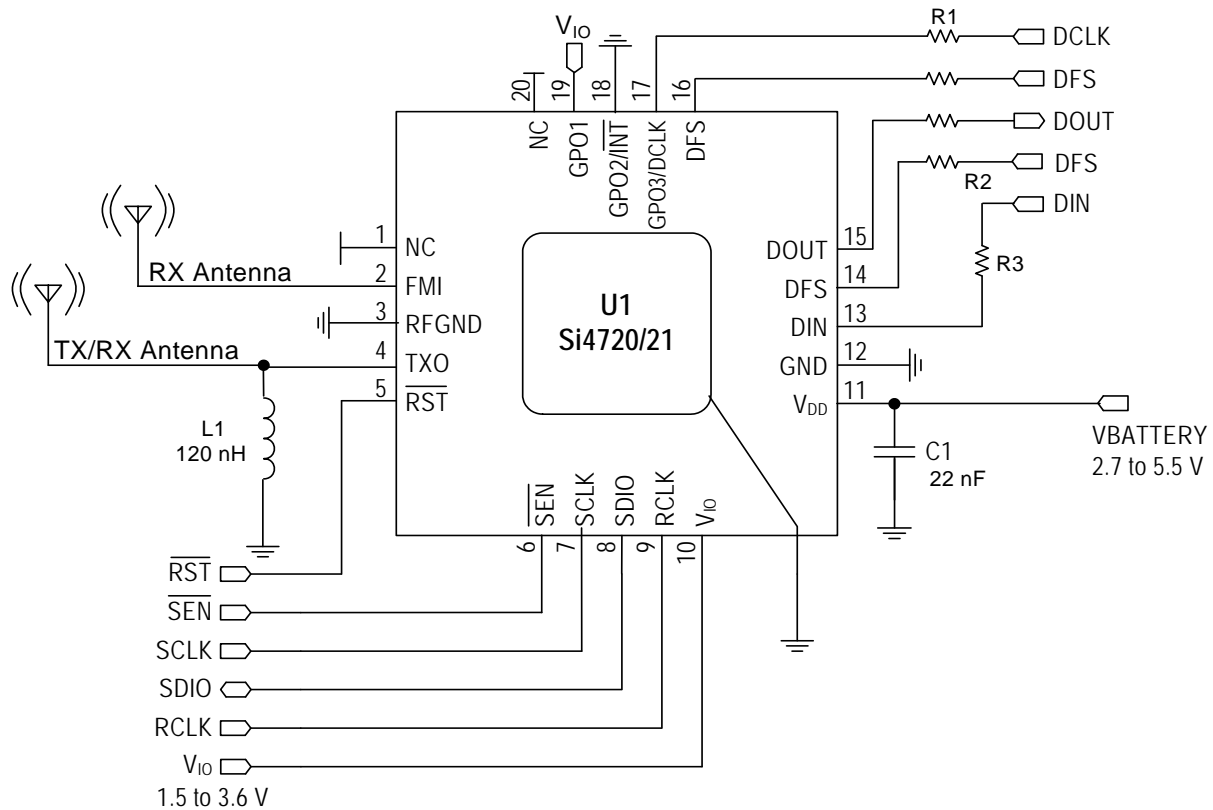 R1
V_IO
DCLK
DFS
DOUT
DFS
R2
DIN
R3
20
19
18
17
16
NC
GPO1
GPO2/INT
GPO3/DCLK
DFS
1
NC
2
FMI
3
RFGND
4
TXO
5
RST
RX Antenna
TX/RX Antenna
L1
120 nH
U1
Si4720/21
DOUT
15
DFS
14
DIN
13
GND
12
V_DD
11
C1
22 nF
VBATTERY
2.7 to 5.5 V
SEN
SCLK
SDIO
RCLK
V_IO
6
7
8
9
10
RST
SEN
SCLK
SDIO
RCLK
V_IO
1.5 to 3.6 V